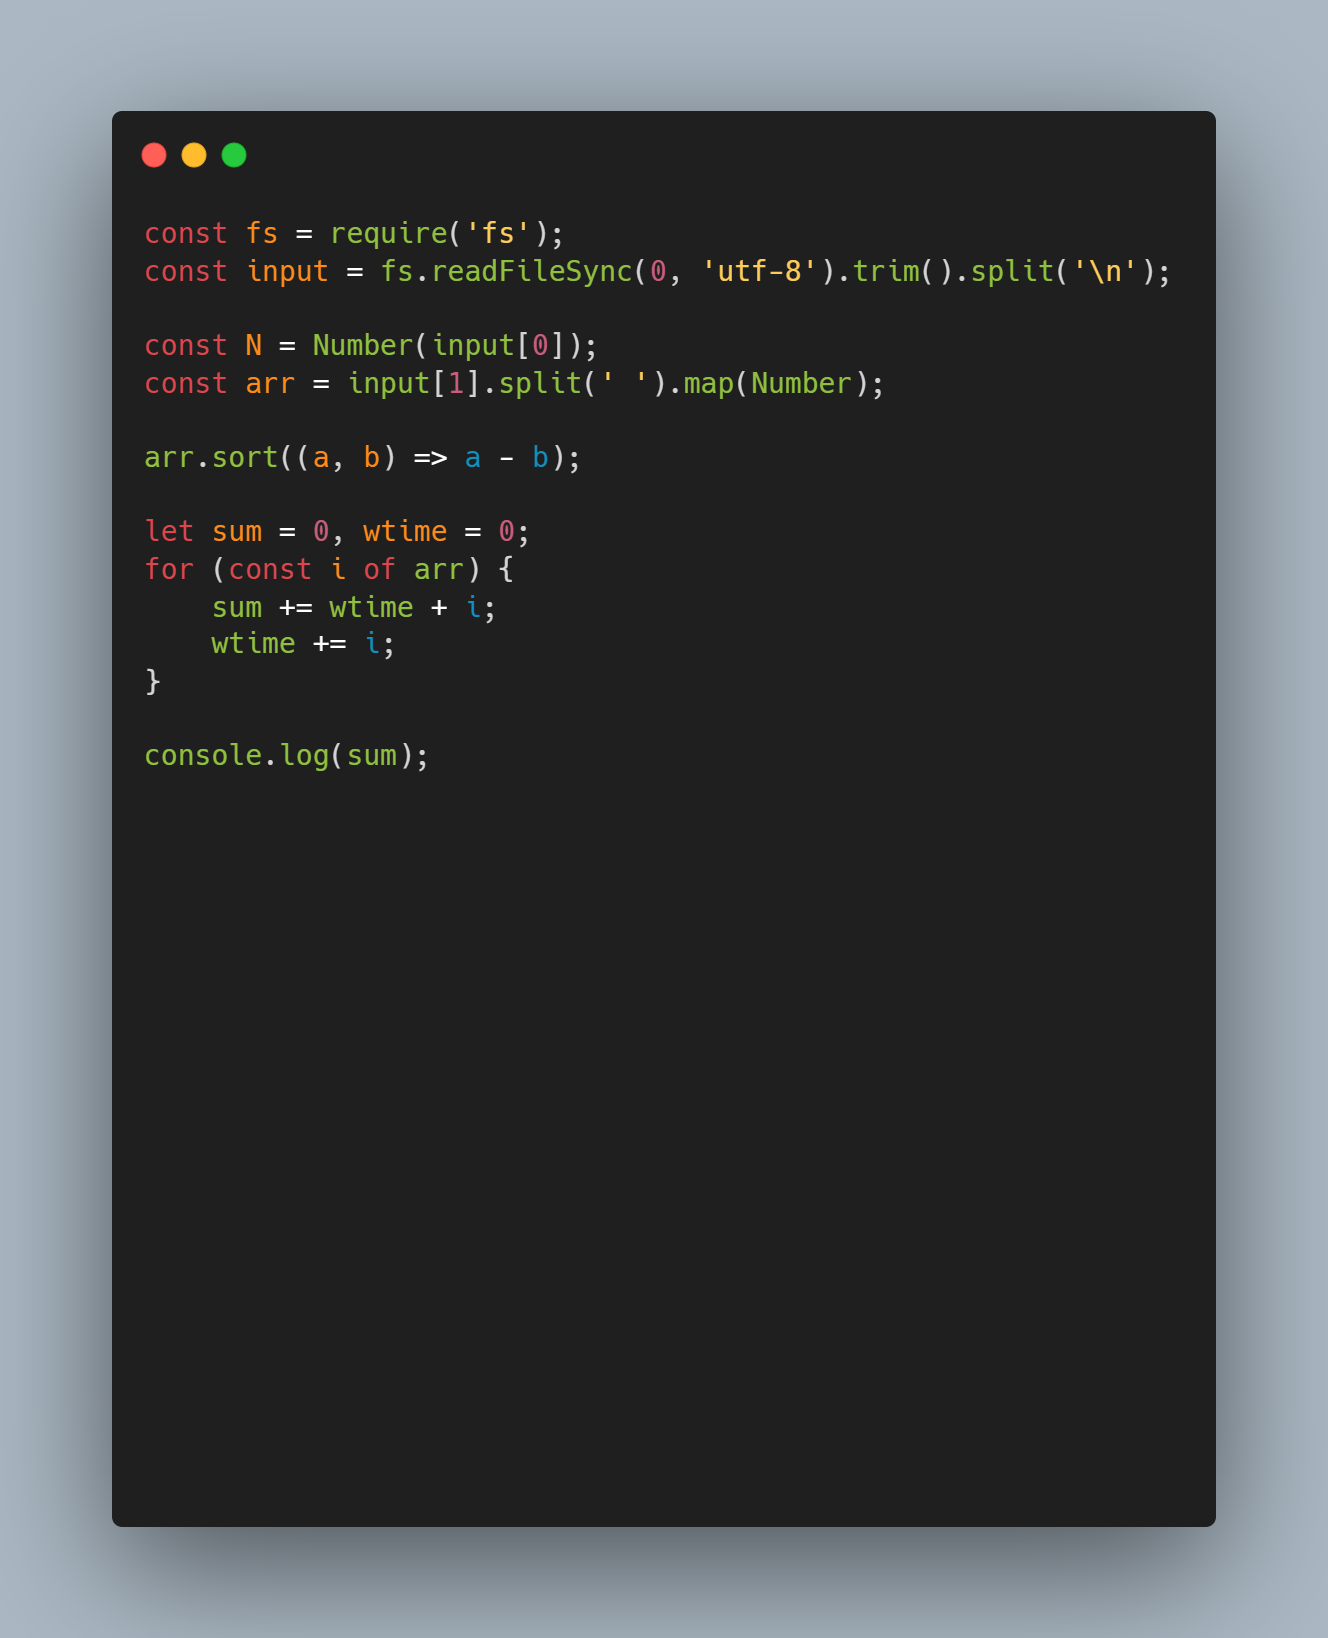 const fs = require('fs');
const input = fs.readFileSync(0, 'utf-8').trim().split('\n');

const N = Number(input[0]);
const arr = input[1].split(' ').map(Number);

arr.sort((a, b) => a - b);

let sum = 0, wtime = 0;
for (const i of arr) {
    sum += wtime + i;
    wtime += i;
}

console.log(sum);